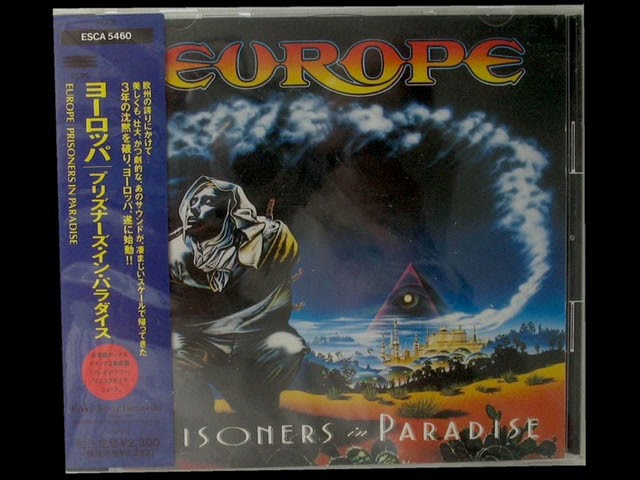 ESCA 5460
EUROPE
ヨーロッパ/プリズナーズ・イン・パラダイス
EUROPE PRISONERS IN PARADISE
欧州の誇りにかけて…
美しくも、壮大、かつ劇的な、あのサウンドが、凄まじいスケールで帰ってきた
3年の沈黙を破り、ヨーロッパ、遂に始動!!
¥2,300
ISONERS in PARADISE